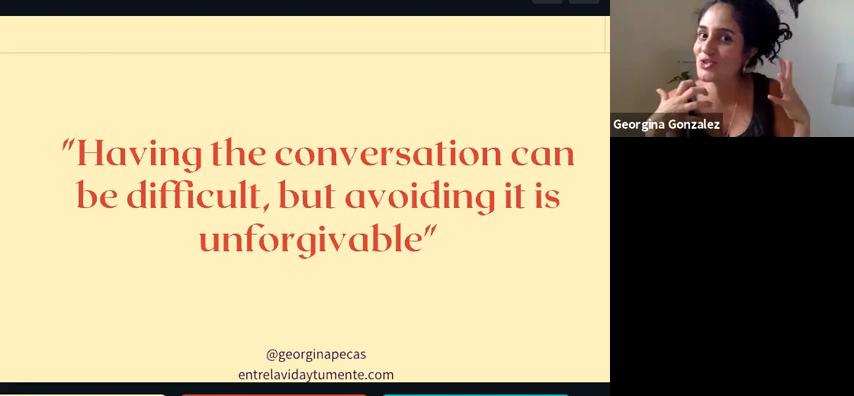 "Having the conversation can
be difficult, but avoiding it is
unforgivable"
@georginapecas
entrelavidaytumente.com
Georgina Gonzalez